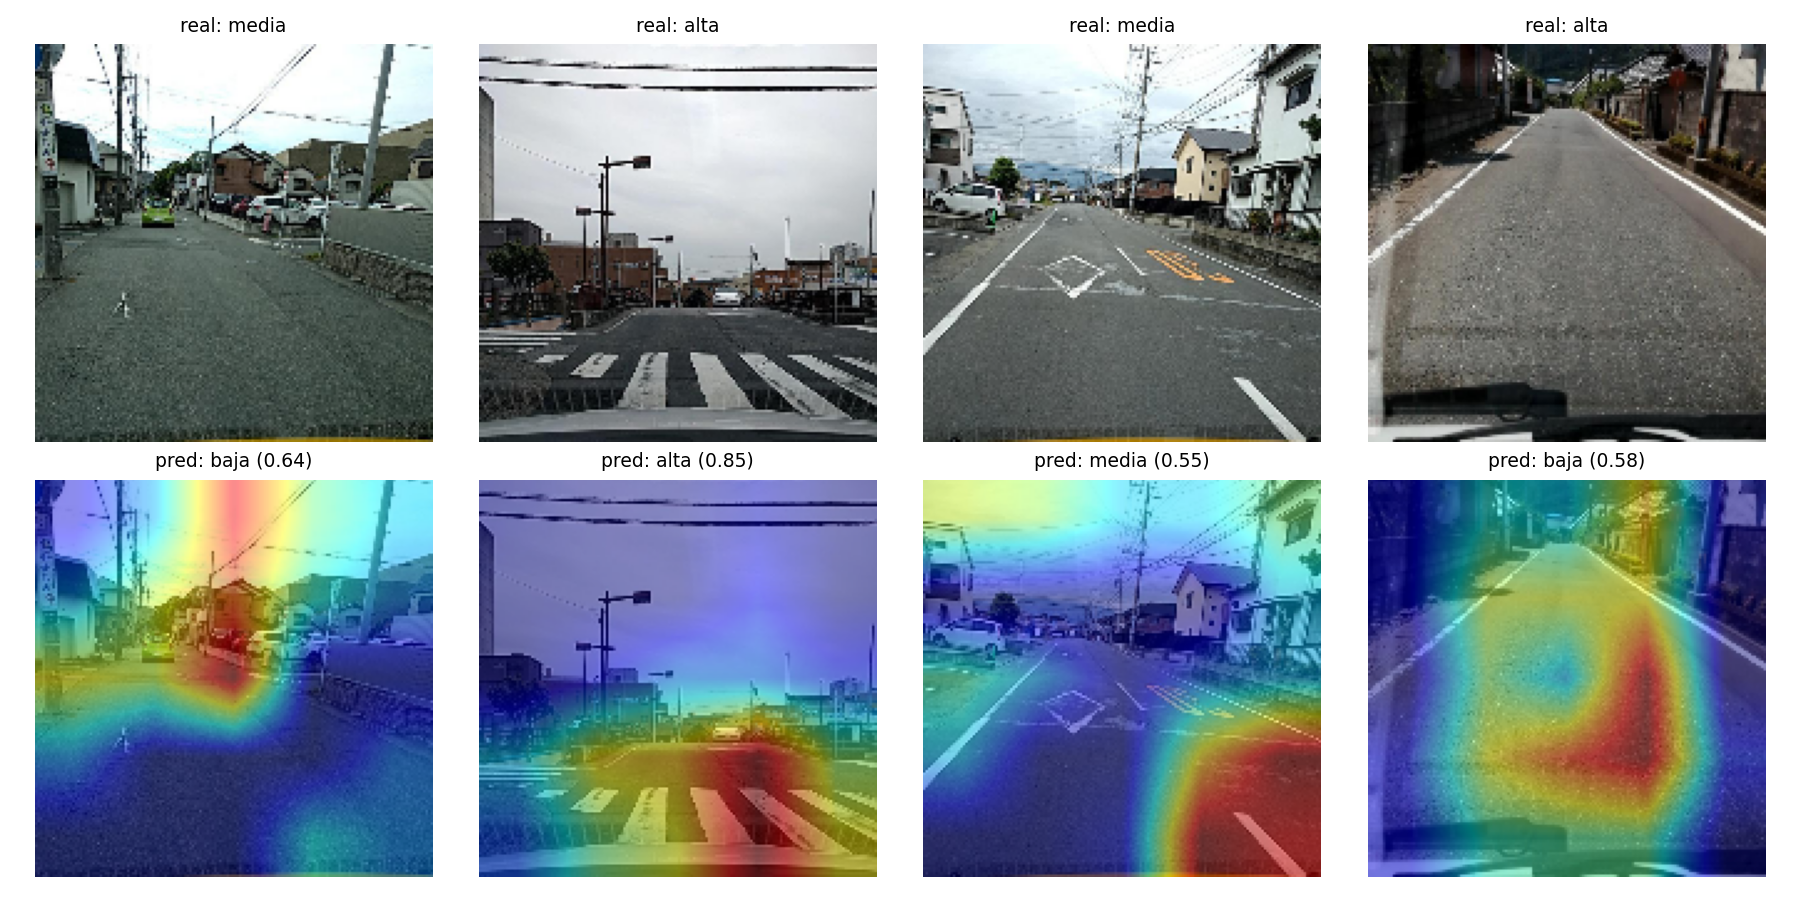 real: media
real: alta
real: media
real: alta
pred: baja (0.64)
pred: alta (0.85)
pred: media (0.55)
pred: baja (0.58)